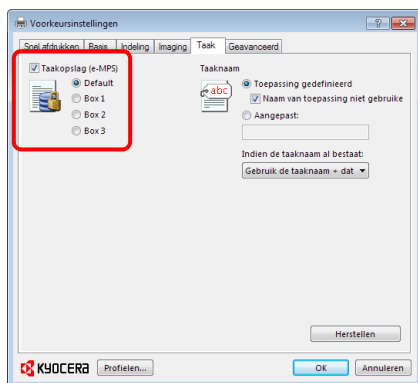 Voorkeursinstellingen
Snel afdrukken Basis Indeling Imaging Taak Geavanceerd
Taakopslag (e-MPS)
Default
Box 1
Box 2
Box 3
Taaknaam
abc
Toepassing gedefinieerd
Naam van toepassing niet gebruike
Aangepast:
Indien de taaknaam al bestaat:
Gebruik de taaknaam + dat
Herstellen
KYOCERA Profielen... OK Annuleren